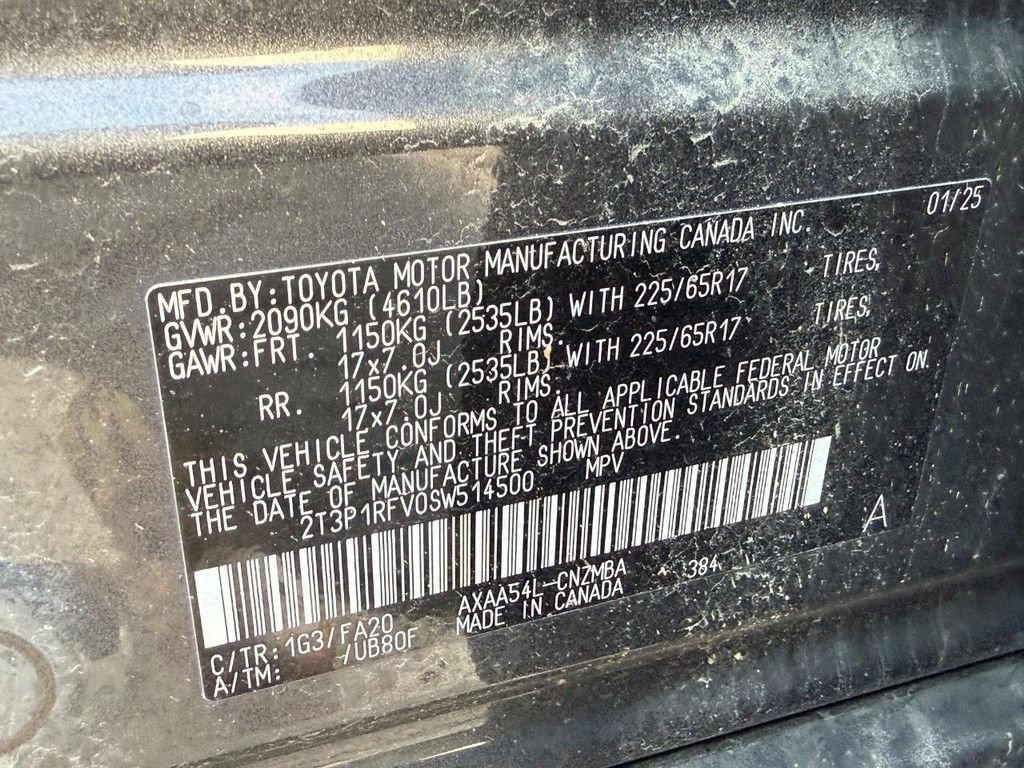 01/25
MFD.BY:TOYOTA MOTOR MANUFACTURING CANADA INC.
GVWR:2090KG (4610LB)
GAWR:FRT. 1150KG (2535LB) WITH 225/65R17 TIRES,
17x7.0J RIMS.
RR. 1150KG (2535LB) WITH 225/65R17 TIRES,
17x7.0J RIMS.
THIS VEHICLE CONFORMS TO ALL APPLICABLE FEDERAL MOTOR
VEHICLE SAFETY AND THEFT PREVENTION STANDARDS IN EFFECT ON
THE DATE OF MANUFACTURE SHOWN ABOVE.
2T3P1RFV0SW514500 MPV
A
AXAA54L-CNZMBA 384
C/TR:1G3/FA20 MADE IN CANADA
A/TM: /UB80F